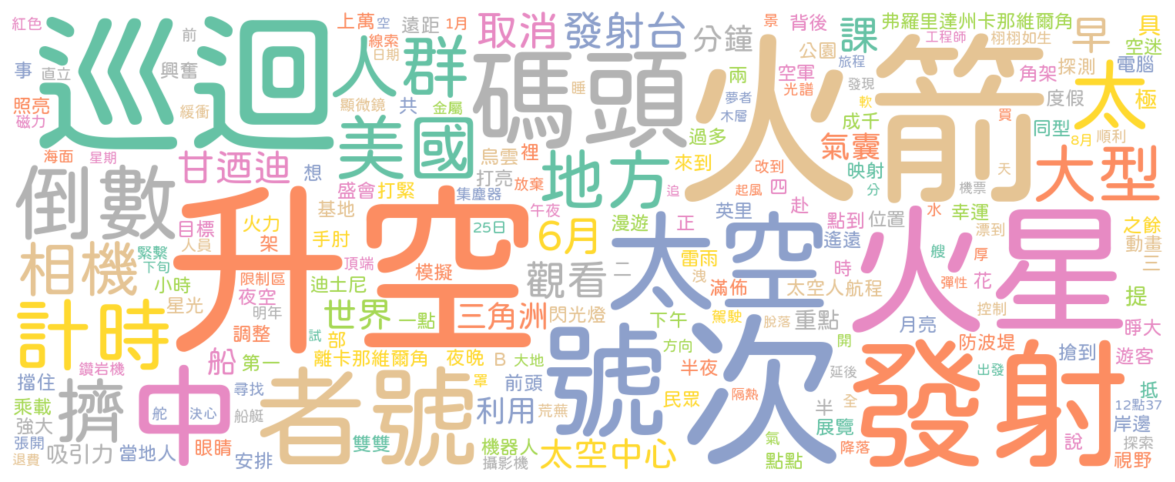 紅色
前
上萬
空
遠距
1月
取消
發射台
分鐘
景
背後
弗羅里達州卡那維爾角
早
具
巡迴
人群
線索
日期
碼頭
火箭
公園
課
工程師
栩栩如生
空迷
事
直立
興奮
顯微鏡
共
金屬
睡
兩
空軍
光譜
旅程
發現
角架
探測
電腦
太
極
照亮
磁力
緩衝
美國
夢者
木層
成千
軟
度假
買
同型
8月
順利
海面
星期
甘迺迪
想
烏雲
裡
地方
過多
氣囊
大型
倒數
盛會
打緊
打亮
放棄
集塵器
來到
改到
映射
分
天
機票
目標
人員
火力
架
基地
手肘
升空
午夜
25日
6月
追
漫遊
英里
起風
四
正
赴
點到
位置
水
幸運
漂到
之餘
動畫
三
相機
緊繫
下旬
小時
限制區
夜空
頂端
模擬
觀看
二
太空
雷雨
洩
滿佈
遙遠
時
火星
艘
厚
彈性
花
星光
明年
迪士尼
太空人航程
控制
提
計時
調整
試
世界
一點
三角洲
閃光燈
下午
駕駛
脫落
重點
月亮
睜大
鑽岩機
船
第一
部
離卡那維爾角
夜晚
B
大地
號
方向
半夜
次
開
延後
防波堤
出發
搶到
遊客
擋住
擠
中
尋找
者號
罩
前頭
荒蕪
民眾
隔熱
發射
抵
乘載
強大
舵
決心
船艇
利用
半
全
展覽
12點37
岸邊
張開
退費
吸引力
當地人
眼睛
安排
雙雙
機器人
攝影機
太空中心
氣
點點
降落
說
探索
視野